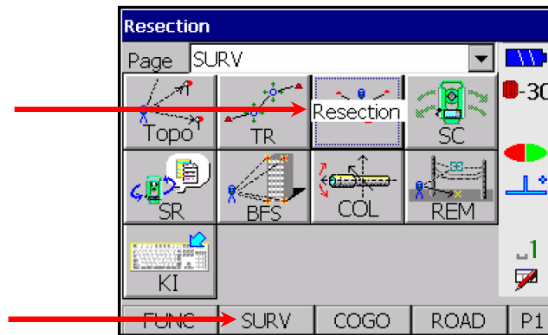 Resection
Page SURV
-30
Topo TR Resection SC
SR BFS COL REM
KI
1
FUNC SURV COGO ROAD P1